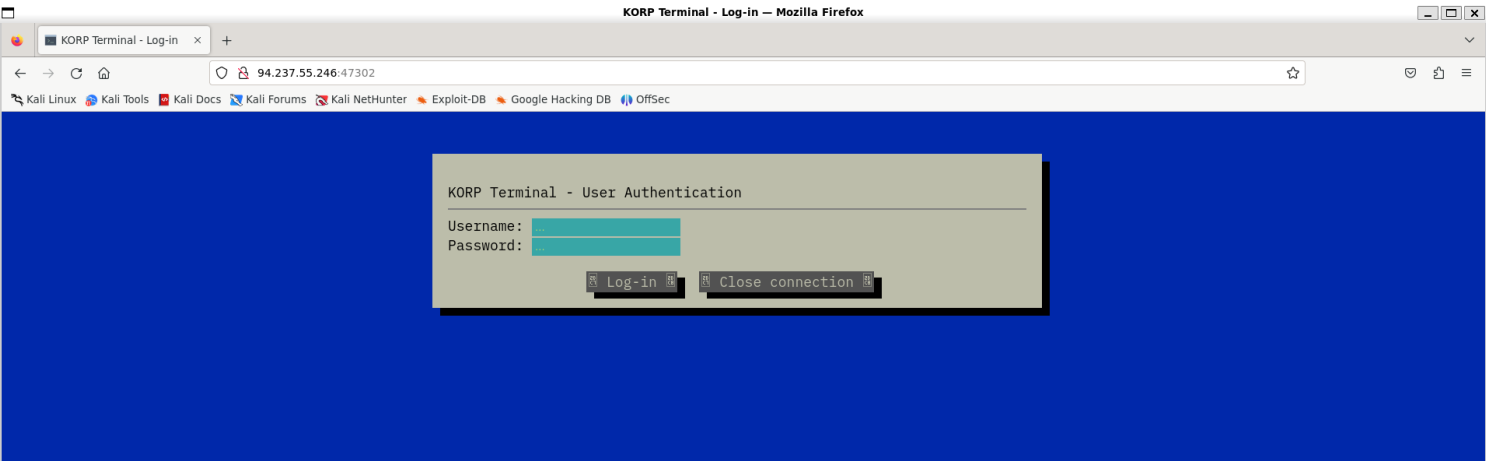 KORP Terminal - Log-in — Mozilla Firefox
KORP Terminal - Log-in
94.237.55.246:47302
Kali Linux Kali Tools Kali Docs Kali Forums Kali NetHunter Exploit-DB Google Hacking DB OffSec
KORP Terminal - User Authentication
Username: ...
Password: ...
Log-in Close connection